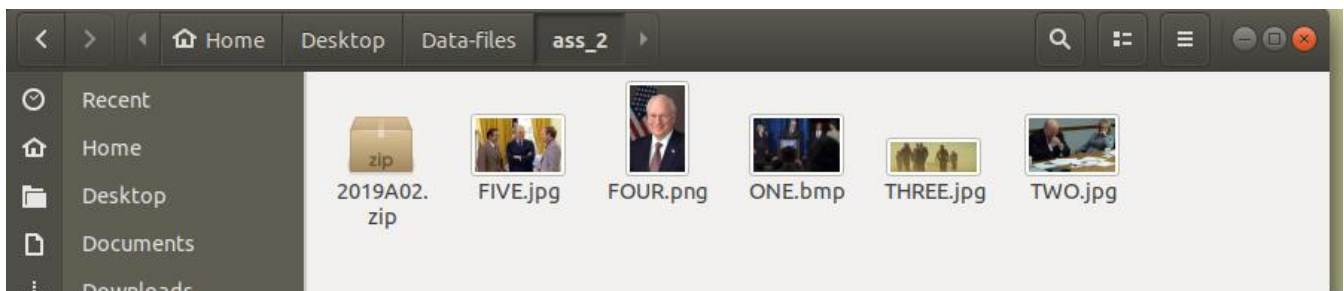 Home Desktop Data-files ass_2
Recent
Home
Desktop
Documents
Downloads
zip
2019A02.
zip
FIVE.jpg
FOUR.png
ONE.bmp
THREE.jpg
TWO.jpg